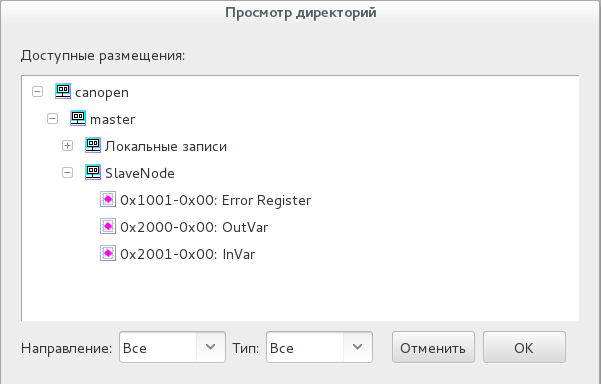 Просмотр директорий
Доступные размещения:
canopen
master
Локальные записи
SlaveNode
0x1001-0x00: Error Register
0x2000-0x00: OutVar
0x2001-0x00: InVar
Направление: Все Тип: Все Отменить OK